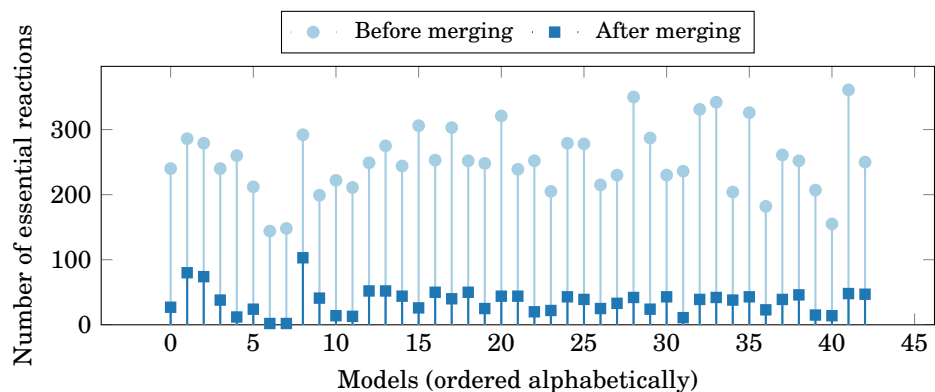 Before merging After merging
Number of essential reactions
300
200
100
0
0 5 10 15 20 25 30 35 40 45
Models (ordered alphabetically)